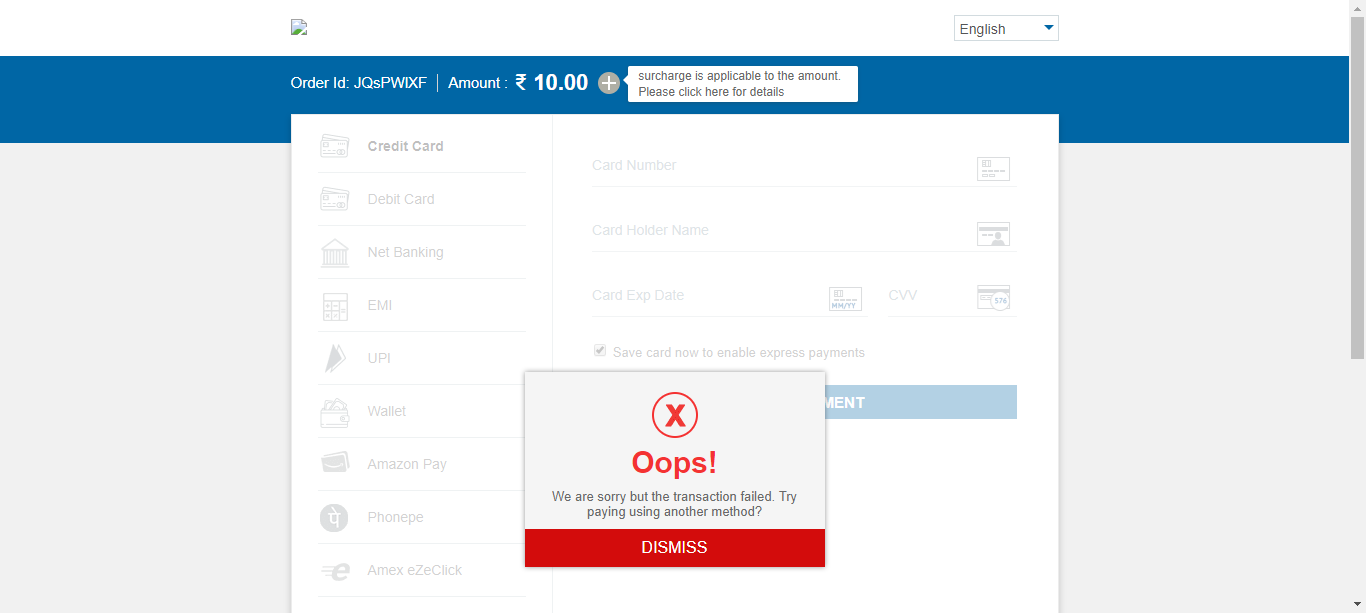 English
Order Id: JQsPWlXF | Amount : ₹ 10.00
surcharge is applicable to the amount.
Please click here for details
Credit Card
Debit Card
Net Banking
EMI
UPI
Wallet
Amazon Pay
Phonepe
Amex eZeClick
Card Number
Card Holder Name
Card Exp Date
MM/YY
CVV
576
Save card now to enable express payments
MENT
X
Oops!
We are sorry but the transaction failed. Try
paying using another method?
DISMISS